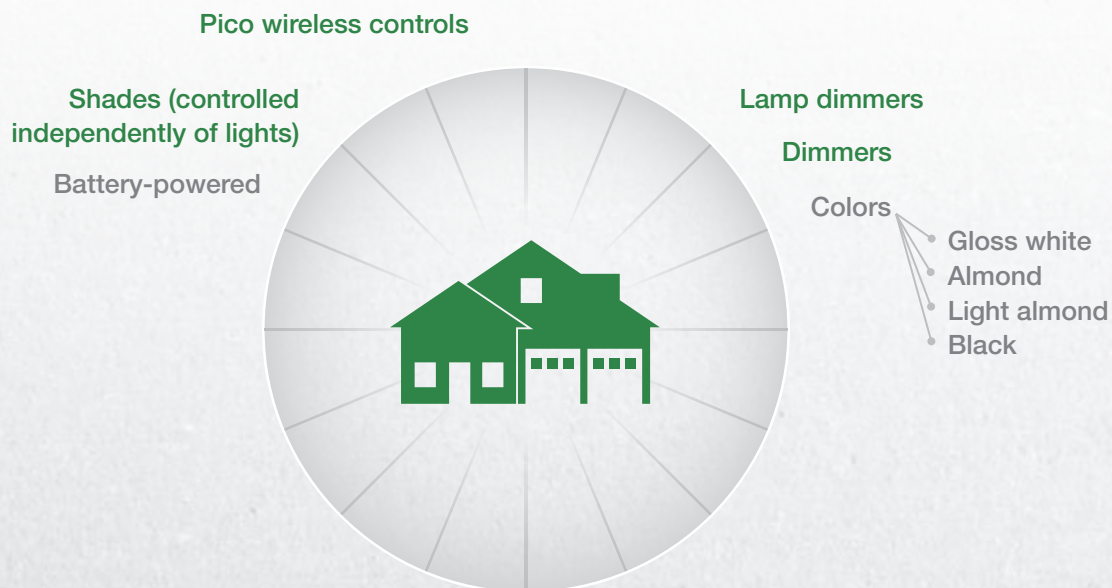 Pico wireless controls
Shades (controlled
independently of lights)
Battery-powered
Lamp dimmers
Dimmers
Colors
Gloss white
Almond
Light almond
Black